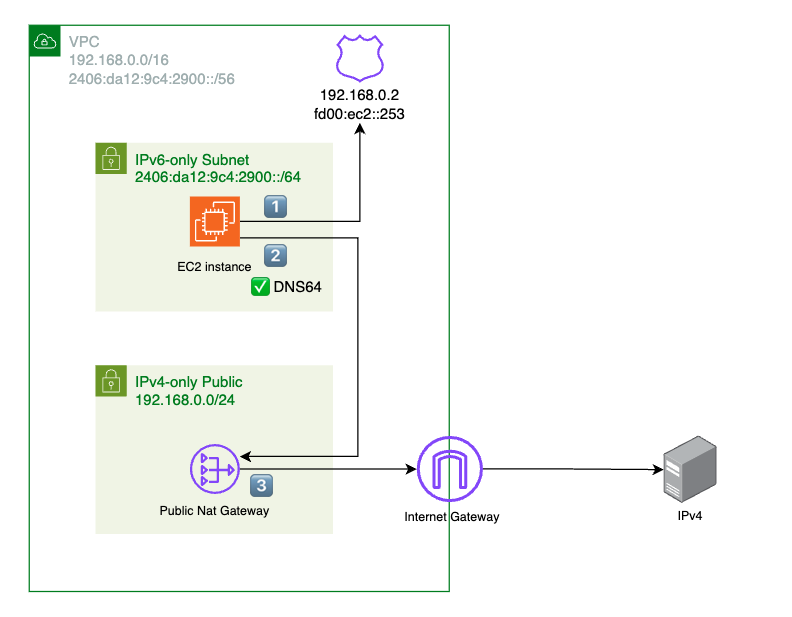 VPC
192.168.0.0/16
2406:da12:9c4:2900::/56
192.168.0.2
fd00:ec2::253
IPv6-only Subnet
2406:da12:9c4:2900::/64
1
2
EC2 instance
DNS64
IPv4-only Public
192.168.0.0/24
3
Public Nat Gateway
Internet Gateway
IPv4